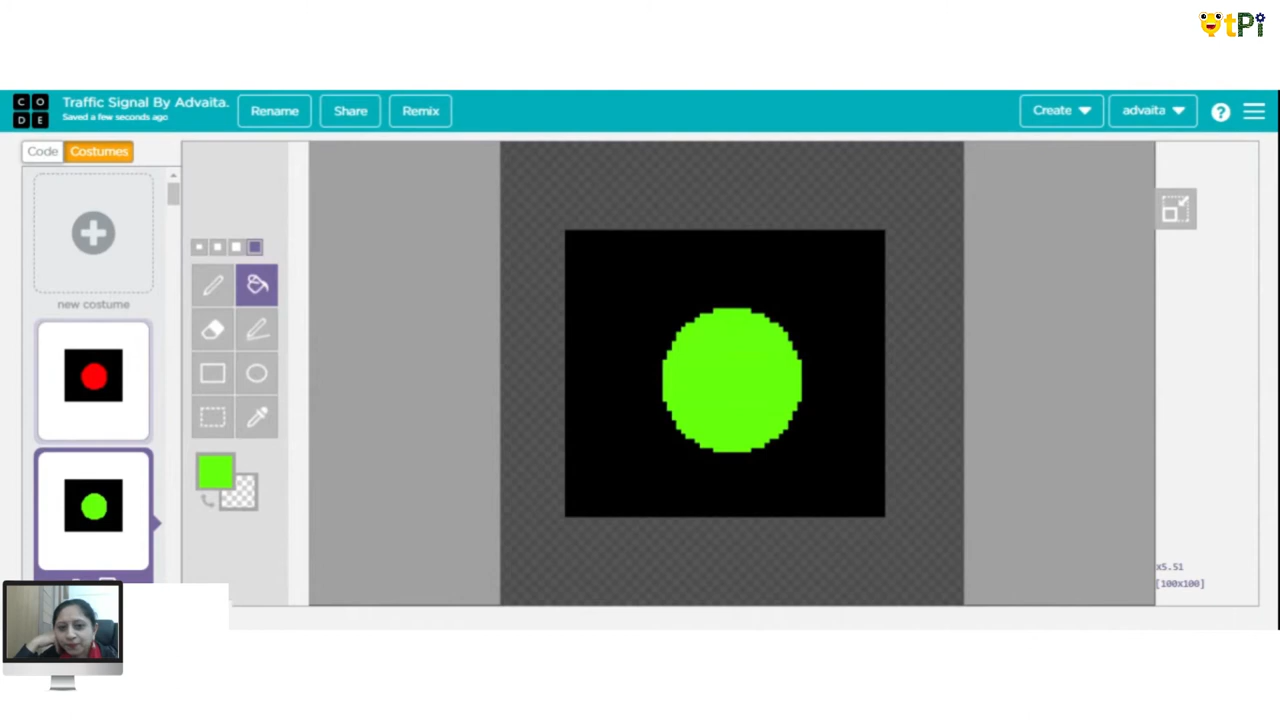 tPi
CODE
Traffic Signal By Advaita.
Saved a few seconds ago
Rename
Share
Remix
Create
advaita
?
Code
Costumes
new costume
x5.51
[100x100]